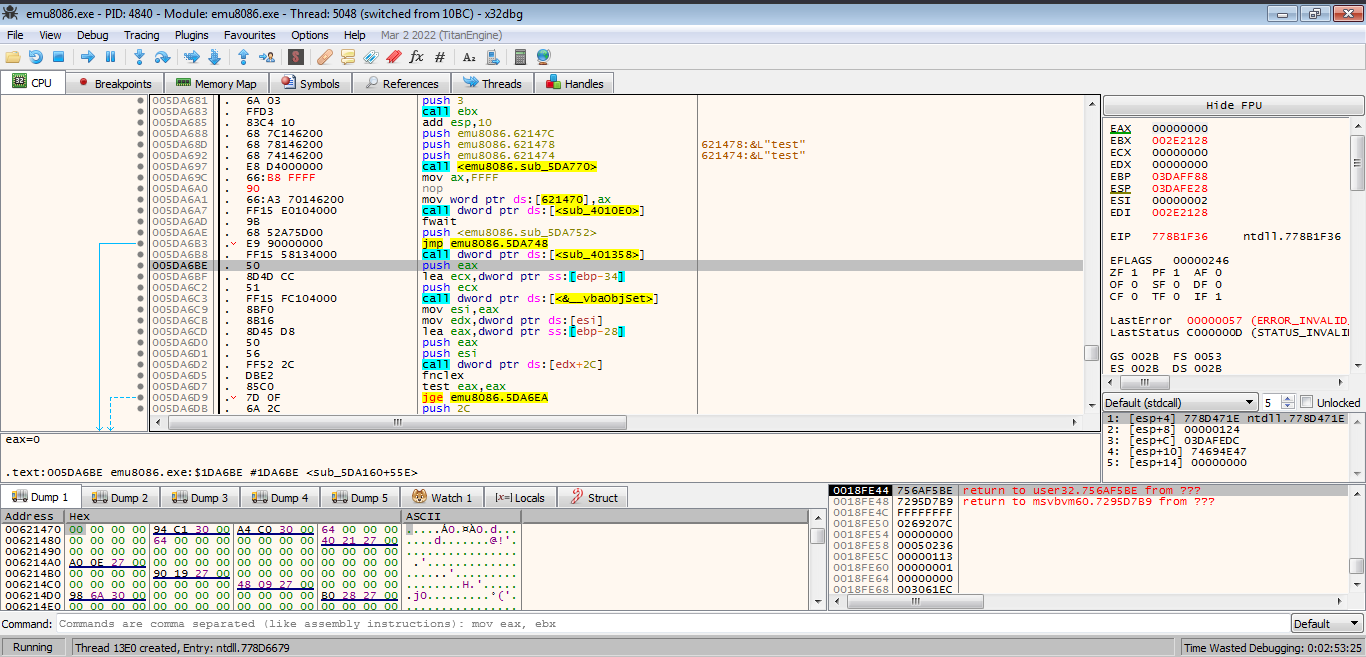 emu8086.exe - PID: 4840 - Module: emu8086.exe - Thread: 5048 (switched from 10BC) - x32dbg
File View Debug Tracing Plugins Favourites Options Help Mar 2 2022 (TitanEngine)
CPU Breakpoints Memory Map Symbols References Threads Handles
005DA681 . 6A 03 push 3
005DA683 . FFD3 call ebx
005DA685 . 83C4 10 add esp,10
005DA688 . 68 7C146200 push emu8086.62147C
005DA68D . 68 78146200 push emu8086.621478 621478:&L"test"
005DA692 . 68 74146200 push emu8086.621474 621474:&L"test"
005DA697 . E8 D4000000 call <emu8086.sub_5DA770>
005DA69C . 66:B8 FFFF mov ax,FFFF
005DA6A0 . 90 nop
005DA6A1 . 66:A3 70146200 mov word ptr ds:[621470],ax
005DA6A7 . FF15 E0104000 call dword ptr ds:[<sub_4010E0>]
005DA6AD . 9B fwait
005DA6AE . 68 52A75D00 push <emu8086.sub_5DA752>
005DA6B3 . E9 90000000 jmp emu8086.5DA748
005DA6B8 . FF15 58134000 call dword ptr ds:[<sub_401358>]
005DA6BE . 50 push eax
005DA6BF . 8D4D CC lea ecx,dword ptr ss:[ebp-34]
005DA6C2 . 51 push ecx
005DA6C3 . FF15 FC104000 call dword ptr ds:[<&__vbaObjSet>]
005DA6C9 . 8BF0 mov esi,eax
005DA6CB . 8B16 mov edx,dword ptr ds:[esi]
005DA6CD . 8D45 D8 lea eax,dword ptr ss:[ebp-28]
005DA6D0 . 50 push eax
005DA6D1 . 56 push esi
005DA6D2 . FF52 2C call dword ptr ds:[edx+2C]
005DA6D5 . DBE2 fnclex
005DA6D7 . 85C0 test eax,eax
005DA6D9 . 7D 0F jge emu8086.5DA6EA
005DA6DB . 6A 2C push 2C
Hide FPU
EAX 00000000
EBX 002E2128
ECX 00000000
EDX 00000000
EBP 03DAFF88
ESP 03DAFE28
ESI 00000002
EDI 002E2128
EIP 778B1F36 ntdll.778B1F36
EFLAGS 00000246
ZF 1 PF 1 AF 0
OF 0 SF 0 DF 0
CF 0 TF 0 IF 1
LastError 00000057 (ERROR_INVALID_
LastStatus C000000D (STATUS_INVALI
GS 002B FS 0053
ES 002B DS 002B
Default (stdcall) 5 Unlocked
1: [esp+4] 778D471E ntdll.778D471E
2: [esp+8] 00000124
3: [esp+C] 03DAFEDC
4: [esp+10] 74694E47
5: [esp+14] 00000000
eax=0
.text:005DA6BE emu8086.exe:$1DA6BE #1DA6BE <sub_5DA160+55E>
Dump 1 Dump 2 Dump 3 Dump 4 Dump 5 Watch 1 [x=] Locals Struct
Address Hex ASCII
00621470 00 00 00 00 94 C1 30 00 A4 C0 30 00 64 00 00 00 .....Á0.¤À0.d...
00621480 00 00 00 00 64 00 00 00 00 00 00 00 40 21 27 00 ....d.......@!'.
00621490 00 00 00 00 00 00 00 00 00 00 00 00 00 00 00 00 ................
006214A0 A0 0E 27 00 00 00 00 00 00 00 00 00 00 00 00 00 .'.............
006214B0 00 00 00 00 90 19 27 00 00 00 00 00 00 00 00 00 ......'.........
006214C0 00 00 00 00 00 00 00 00 48 09 27 00 00 00 00 00 ........H.'.....
006214D0 98 6A 30 00 00 00 00 00 00 00 00 00 B0 28 27 00 .j0.........°('.
006214E0 00 00 00 00 00 00 00 00 00 00 00 00 00 00 00 00 ................
0018FE44 756AF5BE return to user32.756AF5BE from ???
0018FE48 7295D7B9 return to msvbvm60.7295D7B9 from ???
0018FE4C FFFFFFFF
0018FE50 0269207C
0018FE54 00000000
0018FE58 00050236
0018FE5C 00000113
0018FE60 00000001
0018FE64 00000000
0018FE68 003061EC
Command: Commands are comma separated (like assembly instructions): mov eax, ebx Default
Running Thread 13E0 created, Entry: ntdll.778D6679 Time Wasted Debugging: 0:02:53:25